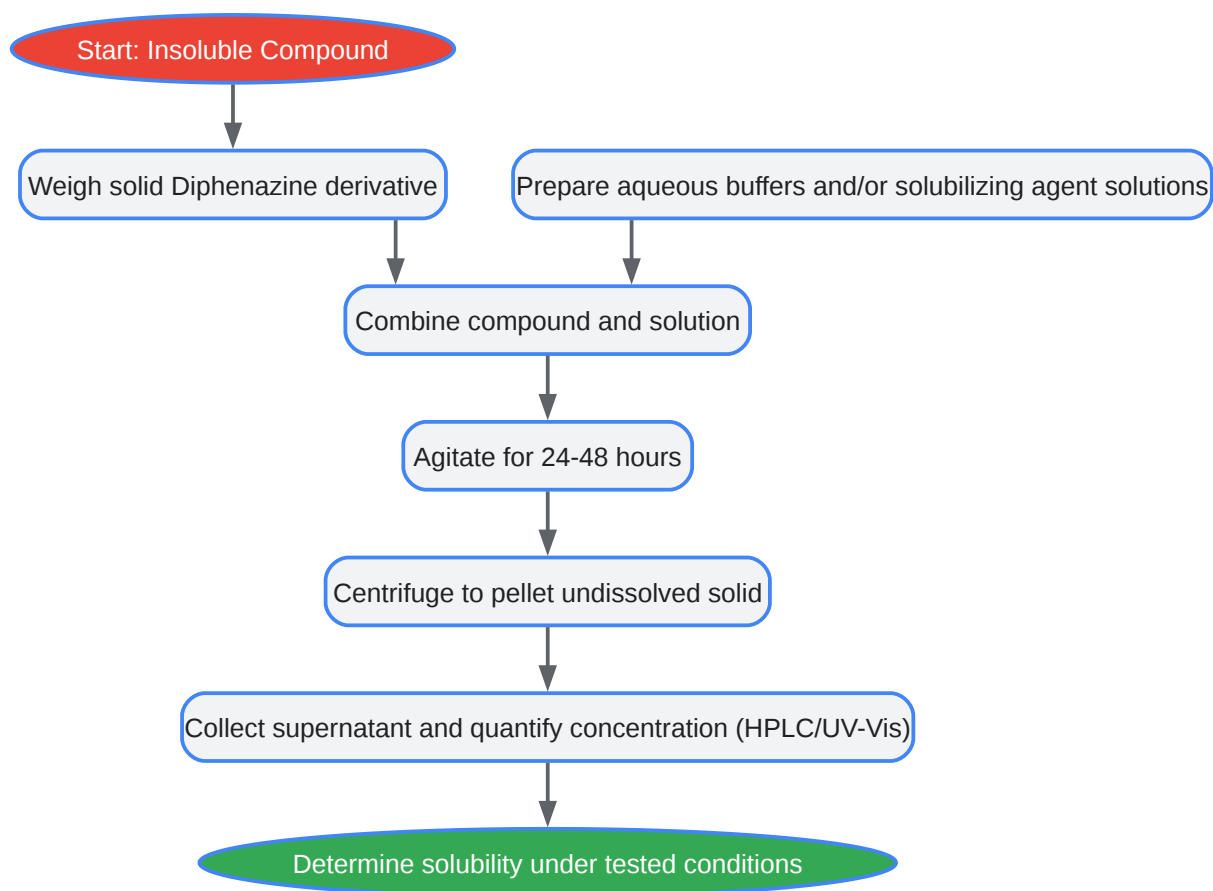 Start: Insoluble Compound
Weigh solid Diphenazine derivative
Prepare aqueous buffers and/or solubilizing agent solutions
Combine compound and solution
Agitate for 24-48 hours
Centrifuge to pellet undissolved solid
Collect supernatant and quantify concentration (HPLC/UV-Vis)
Determine solubility under tested conditions